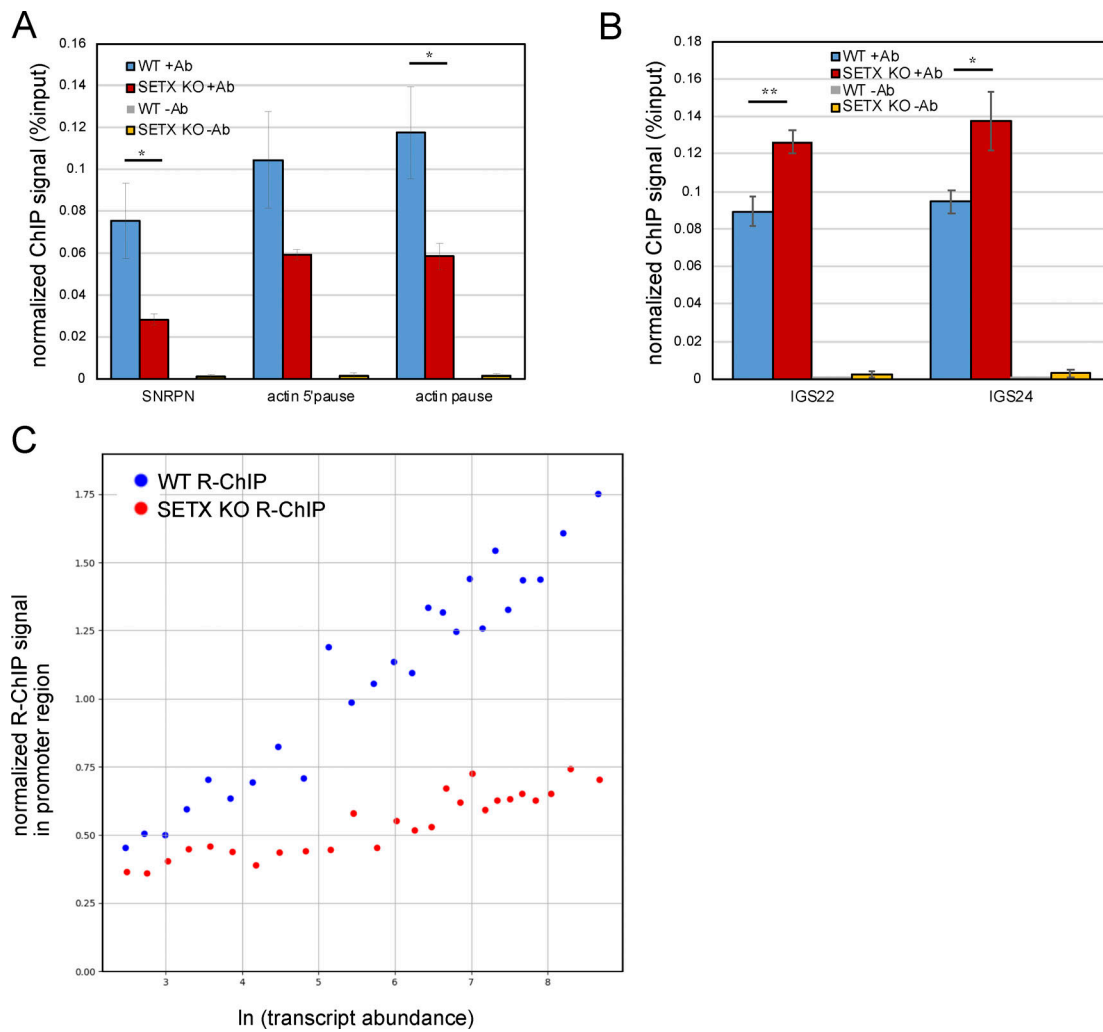 A
normalized ChIP signal (%input)
0.16
0.14
0.12
0.1
0.08
0.06
0.04
0.02
0
WT +Ab
SETX KO +Ab
WT -Ab
SETX KO -Ab
*
*
SNRPN
actin 5'pause
actin pause
B
normalized ChIP signal (%input)
0.18
0.16
0.14
0.12
0.1
0.08
0.06
0.04
0.02
0
WT +Ab
SETX KO +Ab
WT -Ab
SETX KO -Ab
**
*
IGS22
IGS24
C
normalized R-ChIP signal
in promoter region
1.75
1.50
1.25
1.00
0.75
0.50
0.25
0.00
WT R-ChIP
SETX KO R-ChIP
3 4 5 6 7 8
ln (transcript abundance)